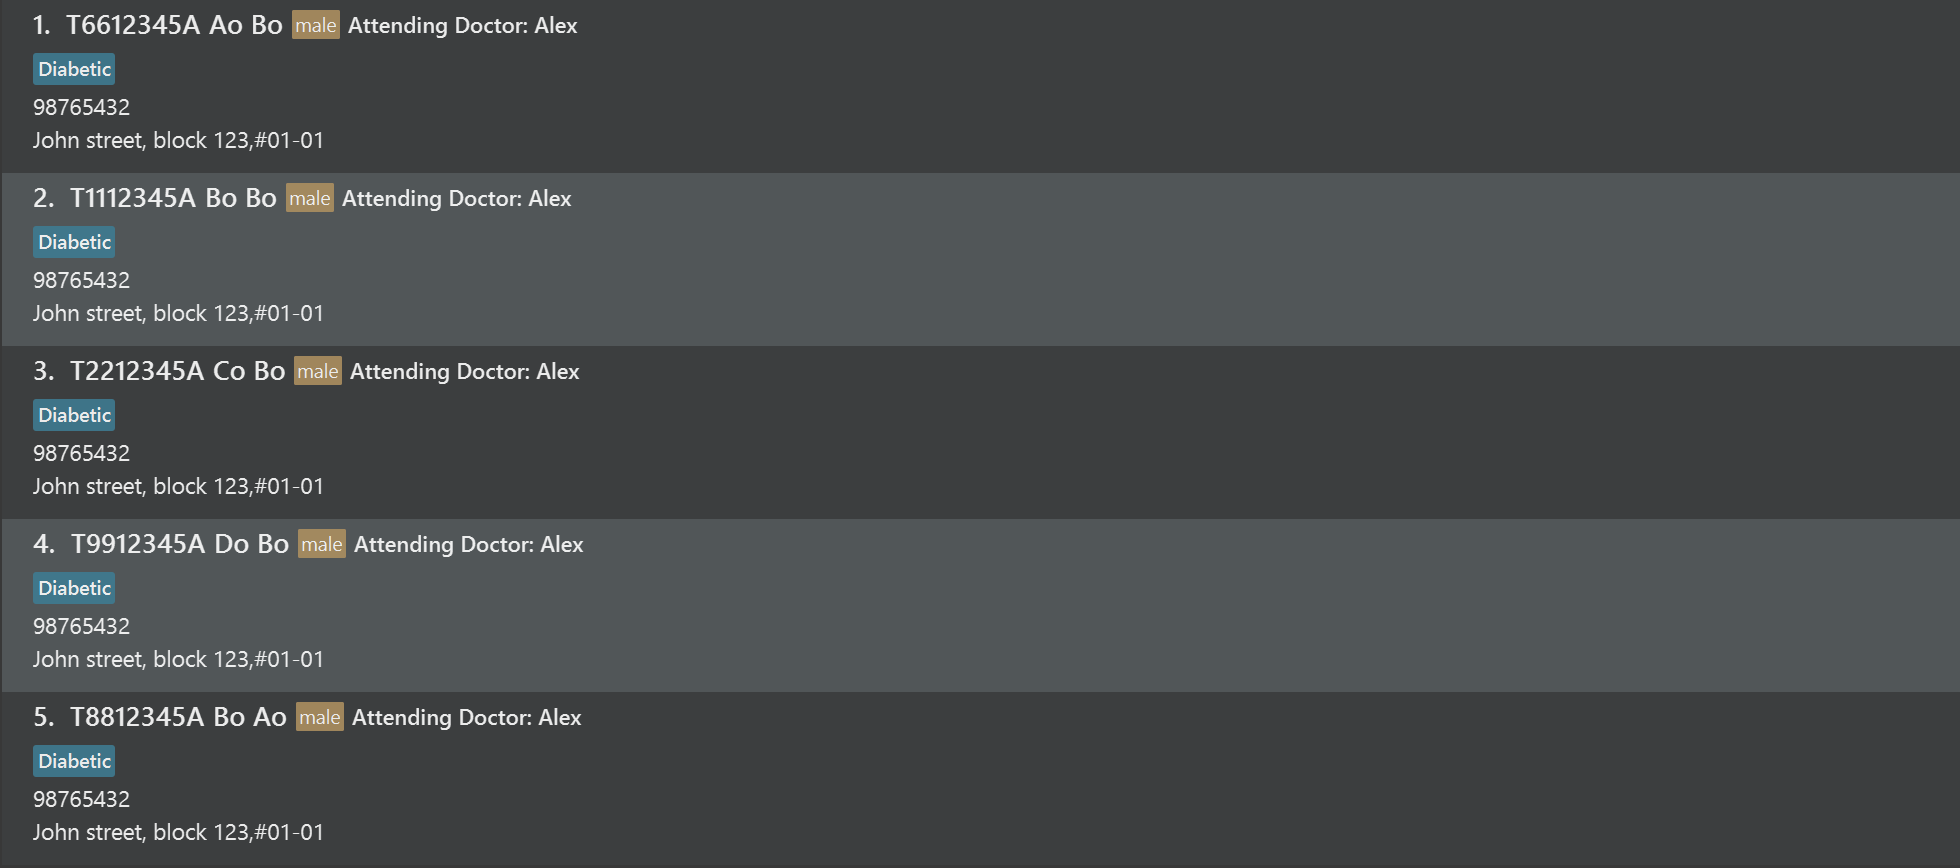 1. T6612345A Ao Bo male Attending Doctor: Alex
Diabetic
98765432
John street, block 123,#01-01
2. T1112345A Bo Bo male Attending Doctor: Alex
Diabetic
98765432
John street, block 123,#01-01
3. T2212345A Co Bo male Attending Doctor: Alex
Diabetic
98765432
John street, block 123,#01-01
4. T9912345A Do Bo male Attending Doctor: Alex
Diabetic
98765432
John street, block 123,#01-01
5. T8812345A Bo Ao male Attending Doctor: Alex
Diabetic
98765432
John street, block 123,#01-01